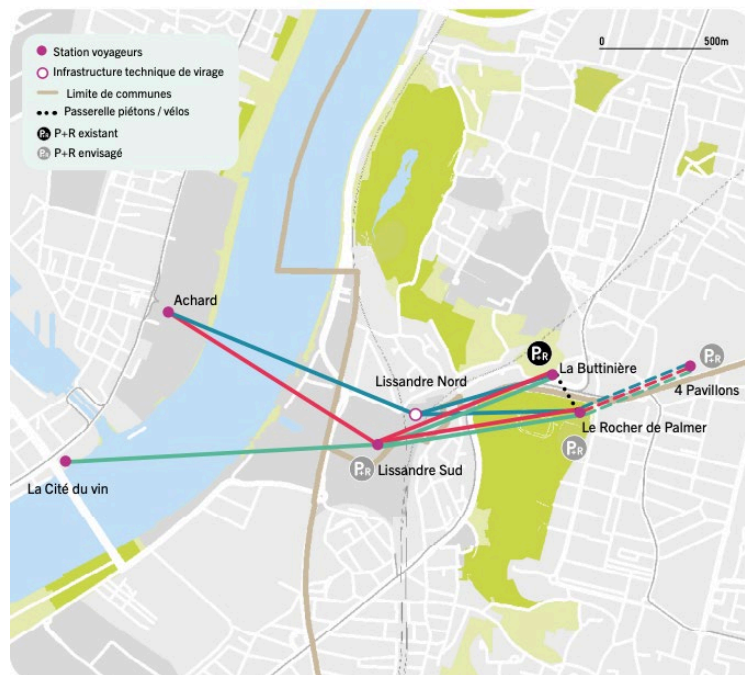 Station voyageurs
Infrastructure technique de virage
Limite de communes
Passerelle piétons / vélos
P+R P+R existant
P+R P+R envisagé
0 500m
Achard
P+R
La Buttinière
P+R
Lissandre Nord
4 Pavillons
Le Rocher de Palmer
P+R
P+R
Lissandre Sud
La Cité du vin